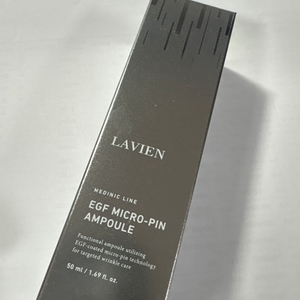 LAVIEN
MEDINIC LINE
EGF MICRO-PIN
AMPOULE
Functional ampoule utilizing
EGF-coated micro-pin technology
for targeted wrinkle care
50 ml / 1.69 fl. oz.